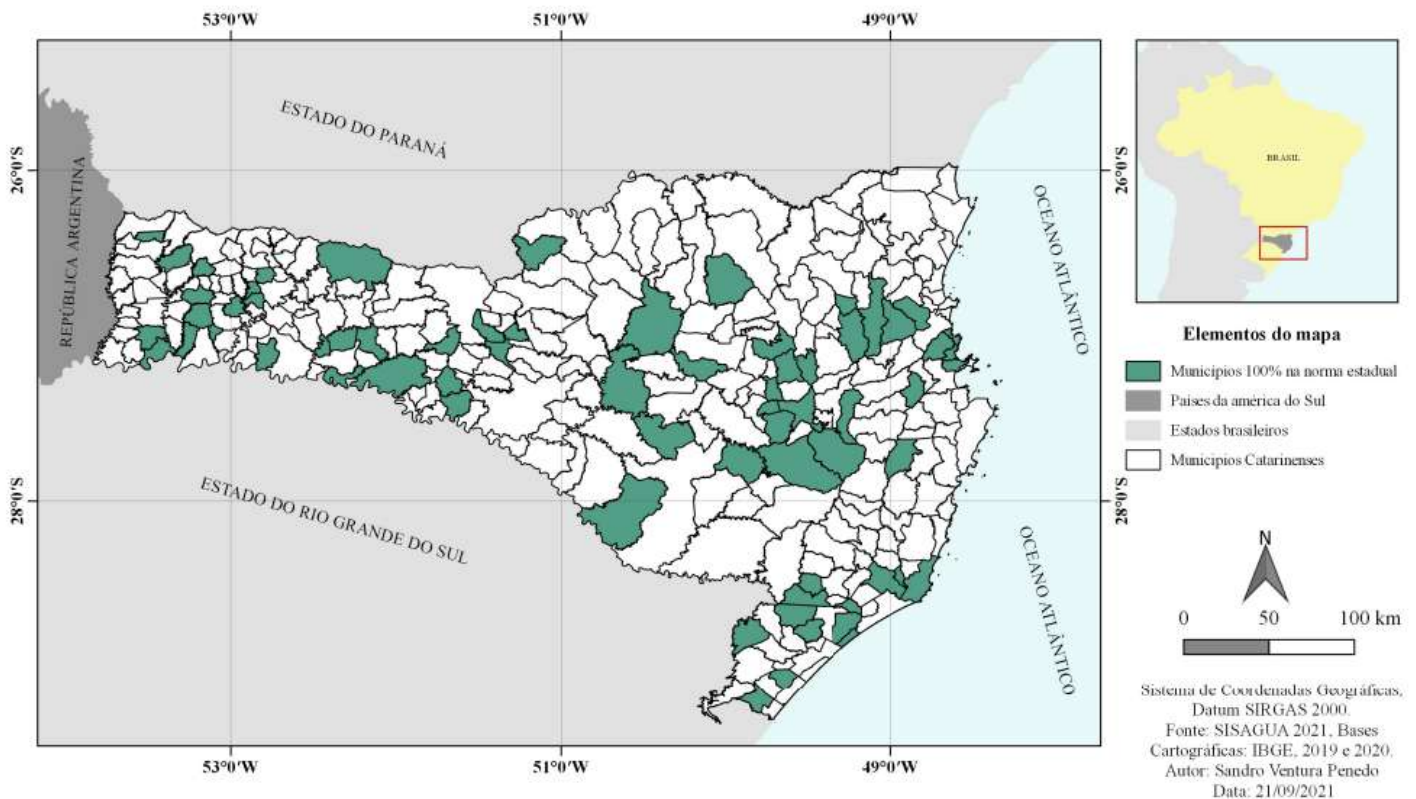 53°0'W
51°0'W
49°0'W
26°0'S
28°0'S
ESTADO DO PARANÁ
REPÚBLICA ARGENTINA
OCEANO ATLÂNTICO
ESTADO DO RIO GRANDE DO SUL
OCEANO ATLÂNTICO
26°0'S
28°0'S
53°0'W
51°0'W
49°0'W
BRASIL
Elementos do mapa
Municípios 100% na norma estadual
Países da américa do Sul
Estados brasileiros
Municípios Catarinenses
N
0 50 100 km
Sistema de Coordenadas Geográficas,
Datum SIRGAS 2000.
Fonte: SISAGUA 2021, Bases
Cartográficas: IBGE, 2019 e 2020.
Autor: Sandro Ventura Penedo
Data: 21/09/2021